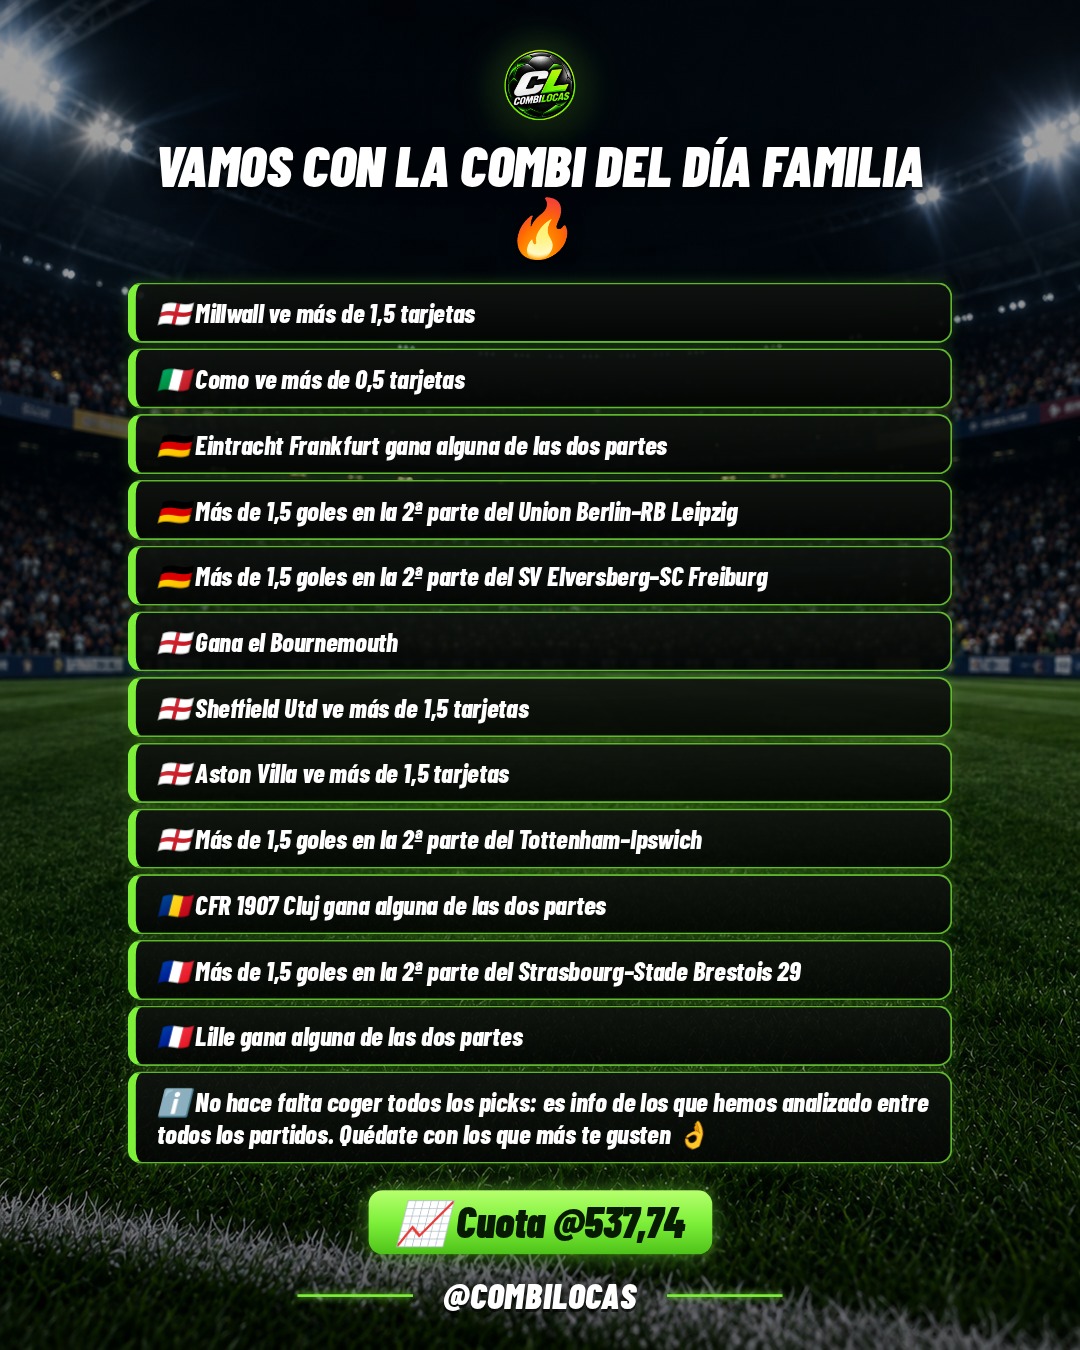 CL
COMBILOCAS
VAMOS CON LA COMBI DEL DÍA FAMILIA
🔥
🏴󠁧󠁢󠁥󠁮󠁧󠁿 Millwall ve más de 1,5 tarjetas
🇮🇹 Como ve más de 0,5 tarjetas
🇩🇪 Eintracht Frankfurt gana alguna de las dos partes
🇩🇪 Más de 1,5 goles en la 2ª parte del Union Berlin-RB Leipzig
🇩🇪 Más de 1,5 goles en la 2ª parte del SV Elversberg-SC Freiburg
🏴󠁧󠁢󠁥󠁮󠁧󠁿 Gana el Bournemouth
🏴󠁧󠁢󠁥󠁮󠁧󠁿 Sheffield Utd ve más de 1,5 tarjetas
🏴󠁧󠁢󠁥󠁮󠁧󠁿 Aston Villa ve más de 1,5 tarjetas
🏴󠁧󠁢󠁥󠁮󠁧󠁿 Más de 1,5 goles en la 2ª parte del Tottenham-Ipswich
🇷🇴 CFR 1907 Cluj gana alguna de las dos partes
🇫🇷 Más de 1,5 goles en la 2ª parte del Strasbourg-Stade Brestois 29
🇫🇷 Lille gana alguna de las dos partes
ℹ️ No hace falta coger todos los picks: es info de los que hemos analizado entre
todos los partidos. Quédate con los que más te gusten 👌
📈 Cuota @537,74
@COMBILOCAS